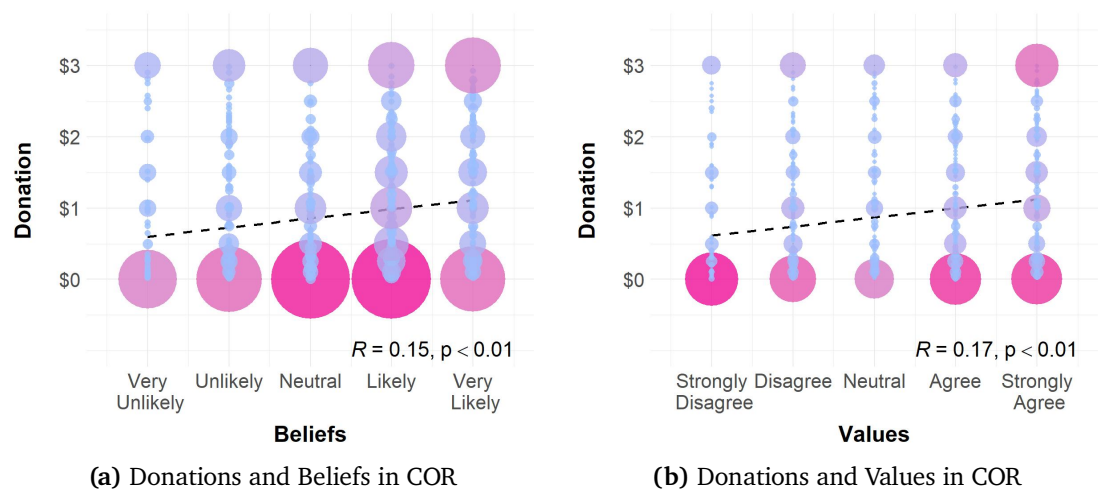 Donation
$3
$2
$1
$0
R = 0.15, p < 0.01
Very Unlikely
Unlikely
Neutral
Likely
Very Likely
Beliefs
(a) Donations and Beliefs in COR
Donation
$3
$2
$1
$0
R = 0.17, p < 0.01
Strongly Disagree
Disagree
Neutral
Agree
Strongly Agree
Values
(b) Donations and Values in COR